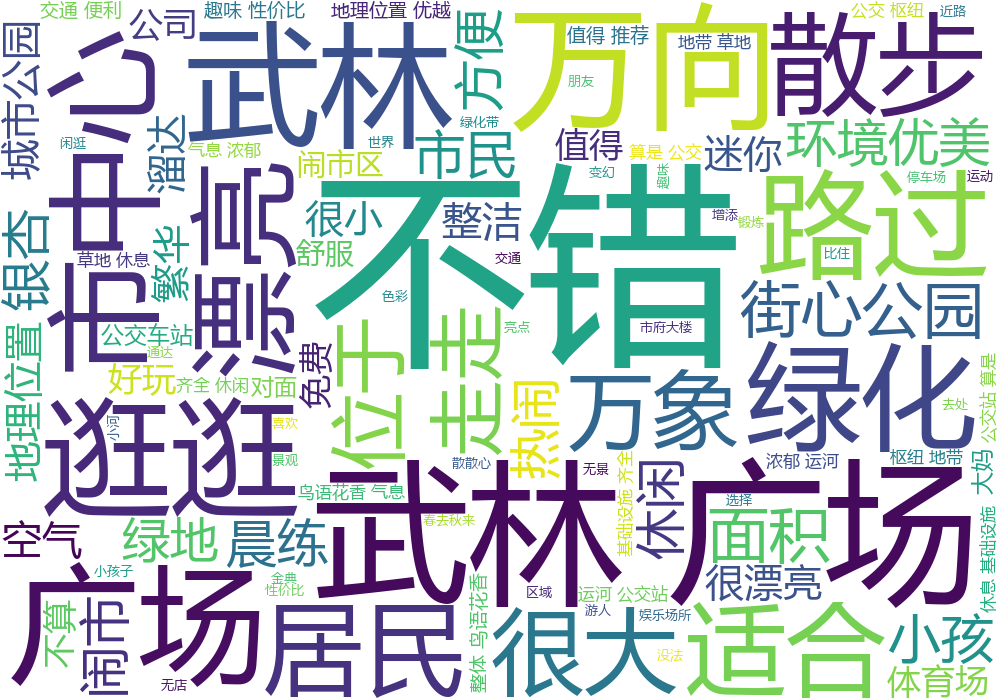 交通 便利
公司
趣味 性价比
地理位置 优越
方便
万向
值得 推荐
地带 草地
公交 枢纽
近路
散步
城市公园
市中心
武林
朋友
闲逛
溜达
气息 浓郁
世界
绿化带
市民
值得
算是 公交
迷你
环境优美
闹市区
漂亮
不错
变幻
趣味
路过
停车场
运动
银杏
很小
整洁
增添
锻炼
繁华
草地 休息
舒服
交通
比住
色彩
街心公园
公交车站
位于
走走
亮点
市府大楼
地理位置
通达
好玩
齐全 休闲
对面
免费
热闹
万象
绿化
公交站 算是
去处
逛逛
小河
喜欢
景观
散散心
无景
浓郁 运河
枢纽 地带
大妈
鸟语花香 气息
基础设施 齐全
休闲
选择
空气
绿地
晨练
春去秋来
武林广场
面积
休息 基础设施
小孩子
金典
性价比
区域
运河 公交站
很漂亮
广场
不算
闹市
居民
整体 鸟语花香
很大
游人
娱乐场所
适合
小孩
没法
体育场
无店